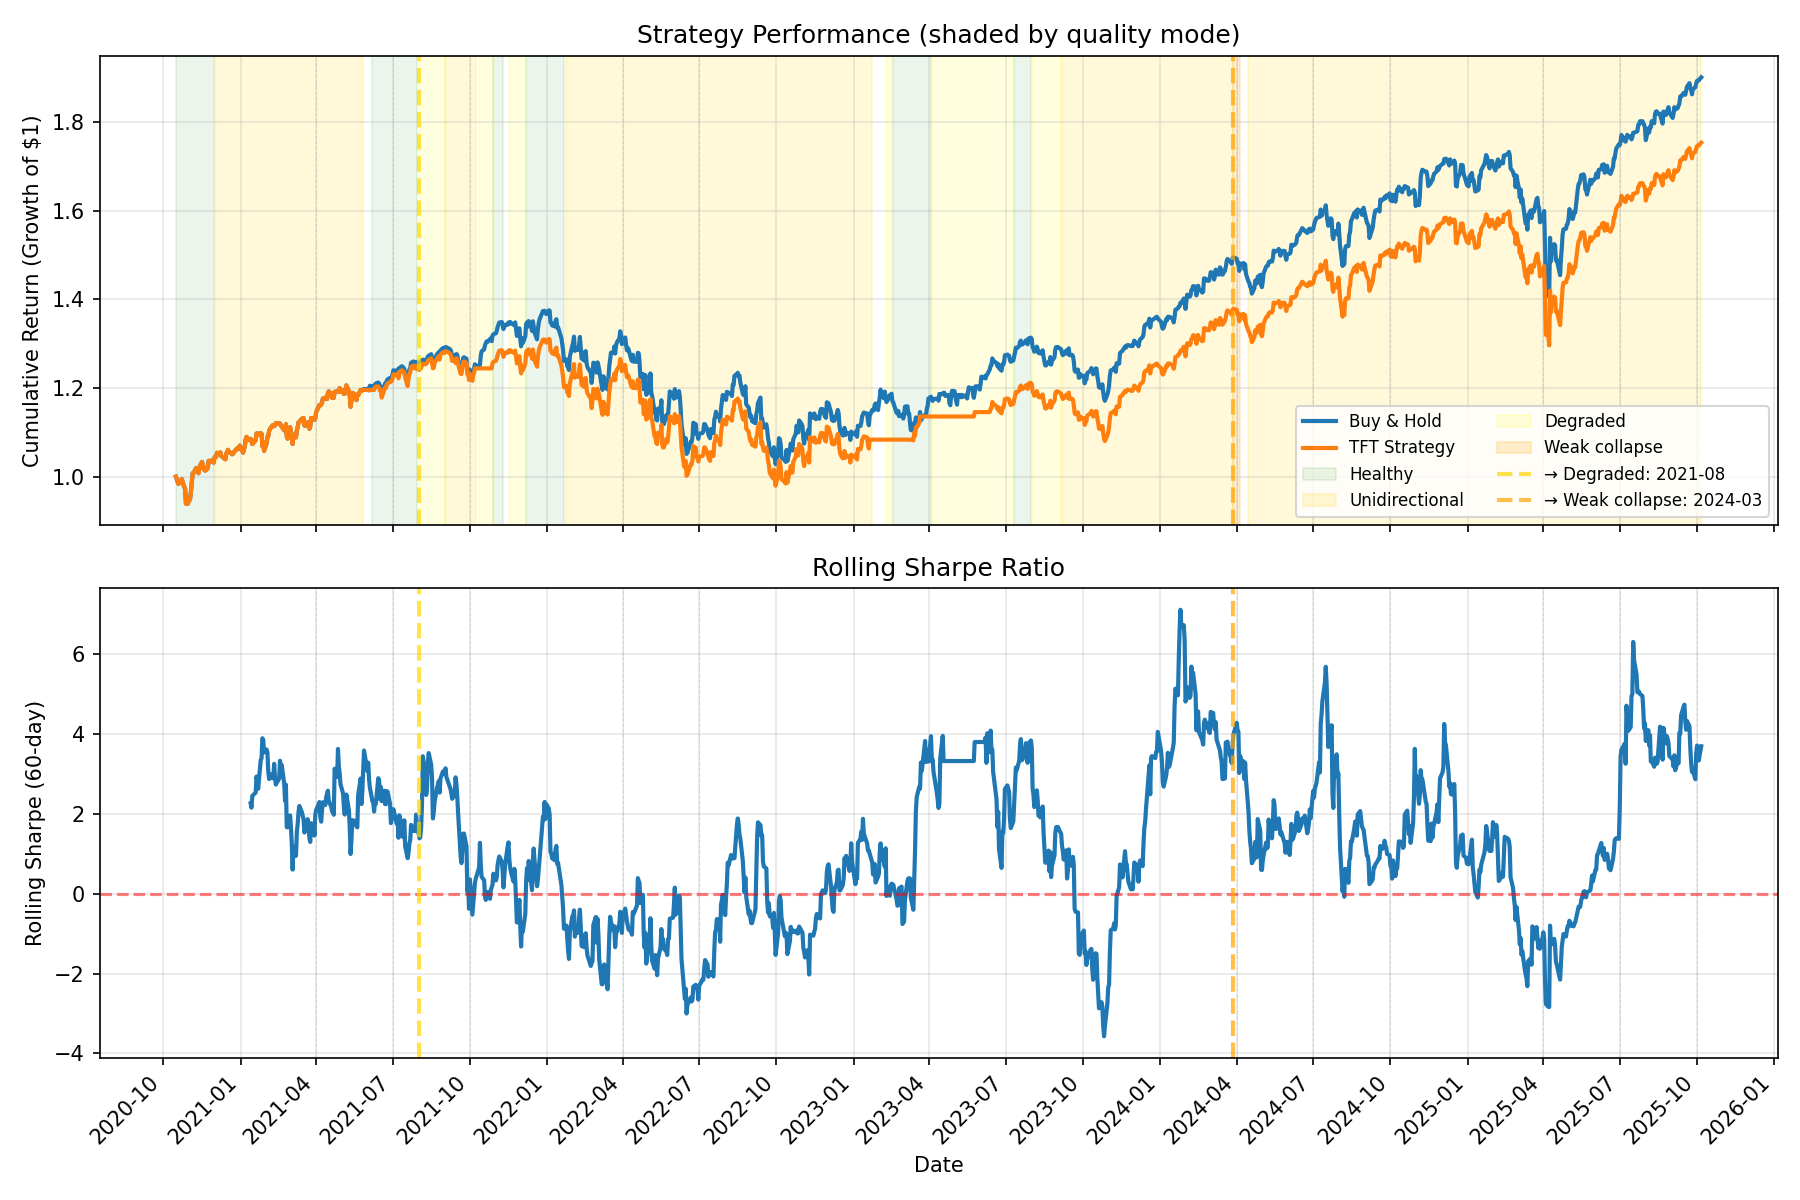 Strategy Performance (shaded by quality mode)
Cumulative Return (Growth of $1)
1.8
1.6
1.4
1.2
1.0
Buy & Hold
TFT Strategy
Healthy
Unidirectional
Degraded
Weak collapse
→ Degraded: 2021-08
→ Weak collapse: 2024-03
Rolling Sharpe Ratio
Rolling Sharpe (60-day)
6
4
2
0
−2
−4
2020-10
2021-01
2021-04
2021-07
2021-10
2022-01
2022-04
2022-07
2022-10
2023-01
2023-04
2023-07
2023-10
2024-01
2024-04
2024-07
2024-10
2025-01
2025-04
2025-07
2025-10
2026-01
Date